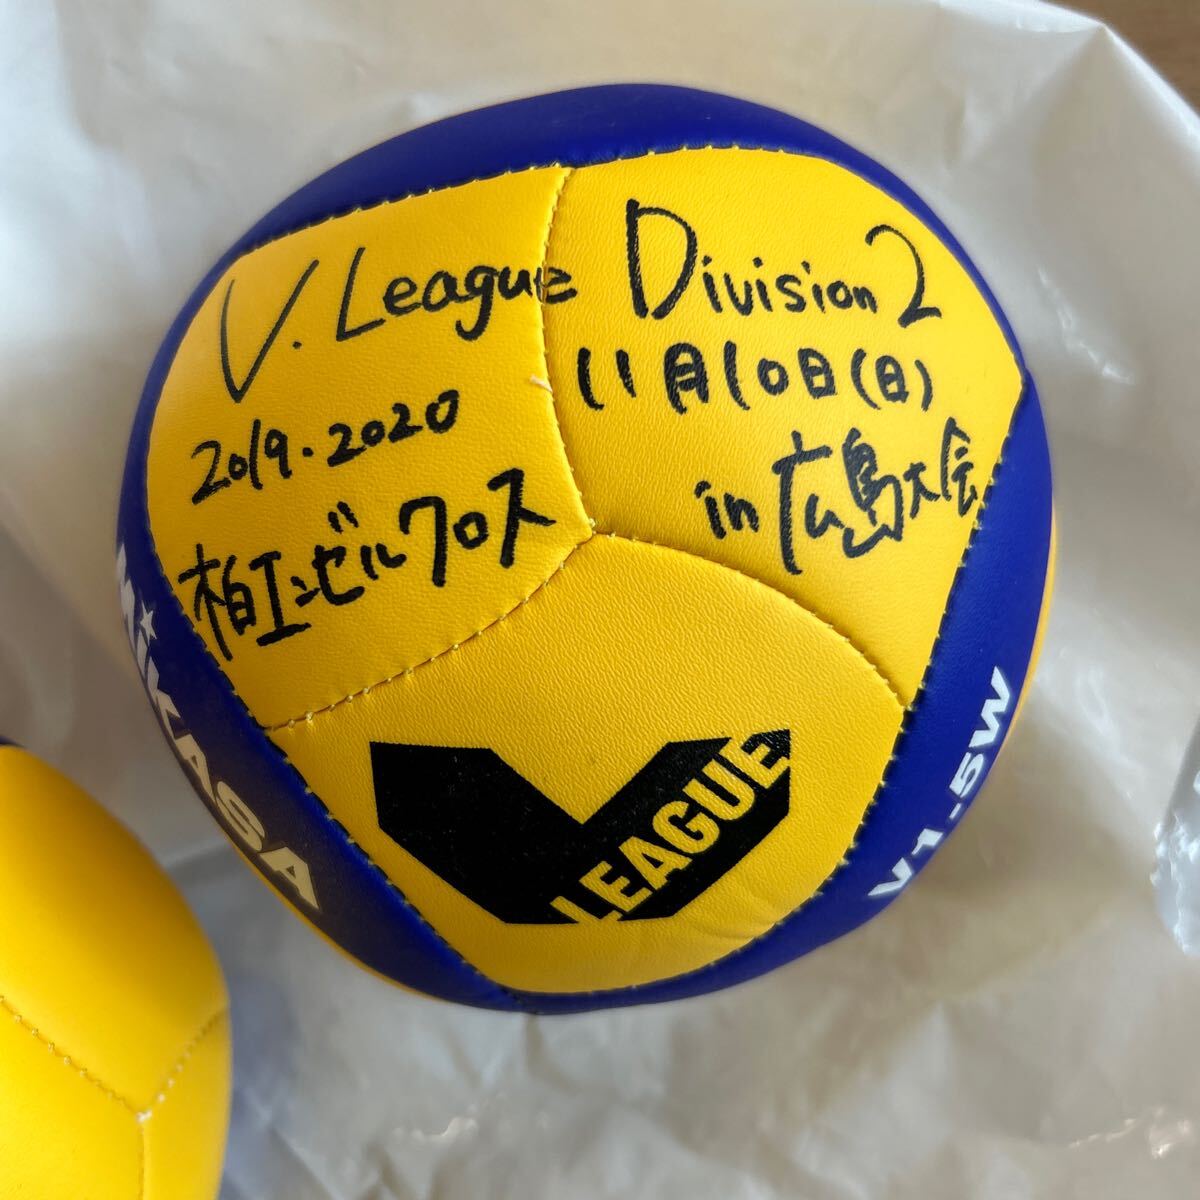 V. League Division 2
2019.2020 11月10日(日)
柏エンゼルクロス in 広島大会
MIKASA
V1.5W
LEAGUE